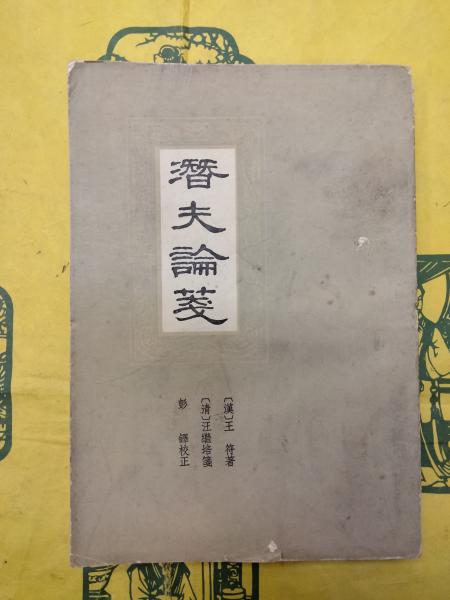 潛夫論箋
〔漢〕王符著
〔清〕汪繼培箋
彭鐸校正